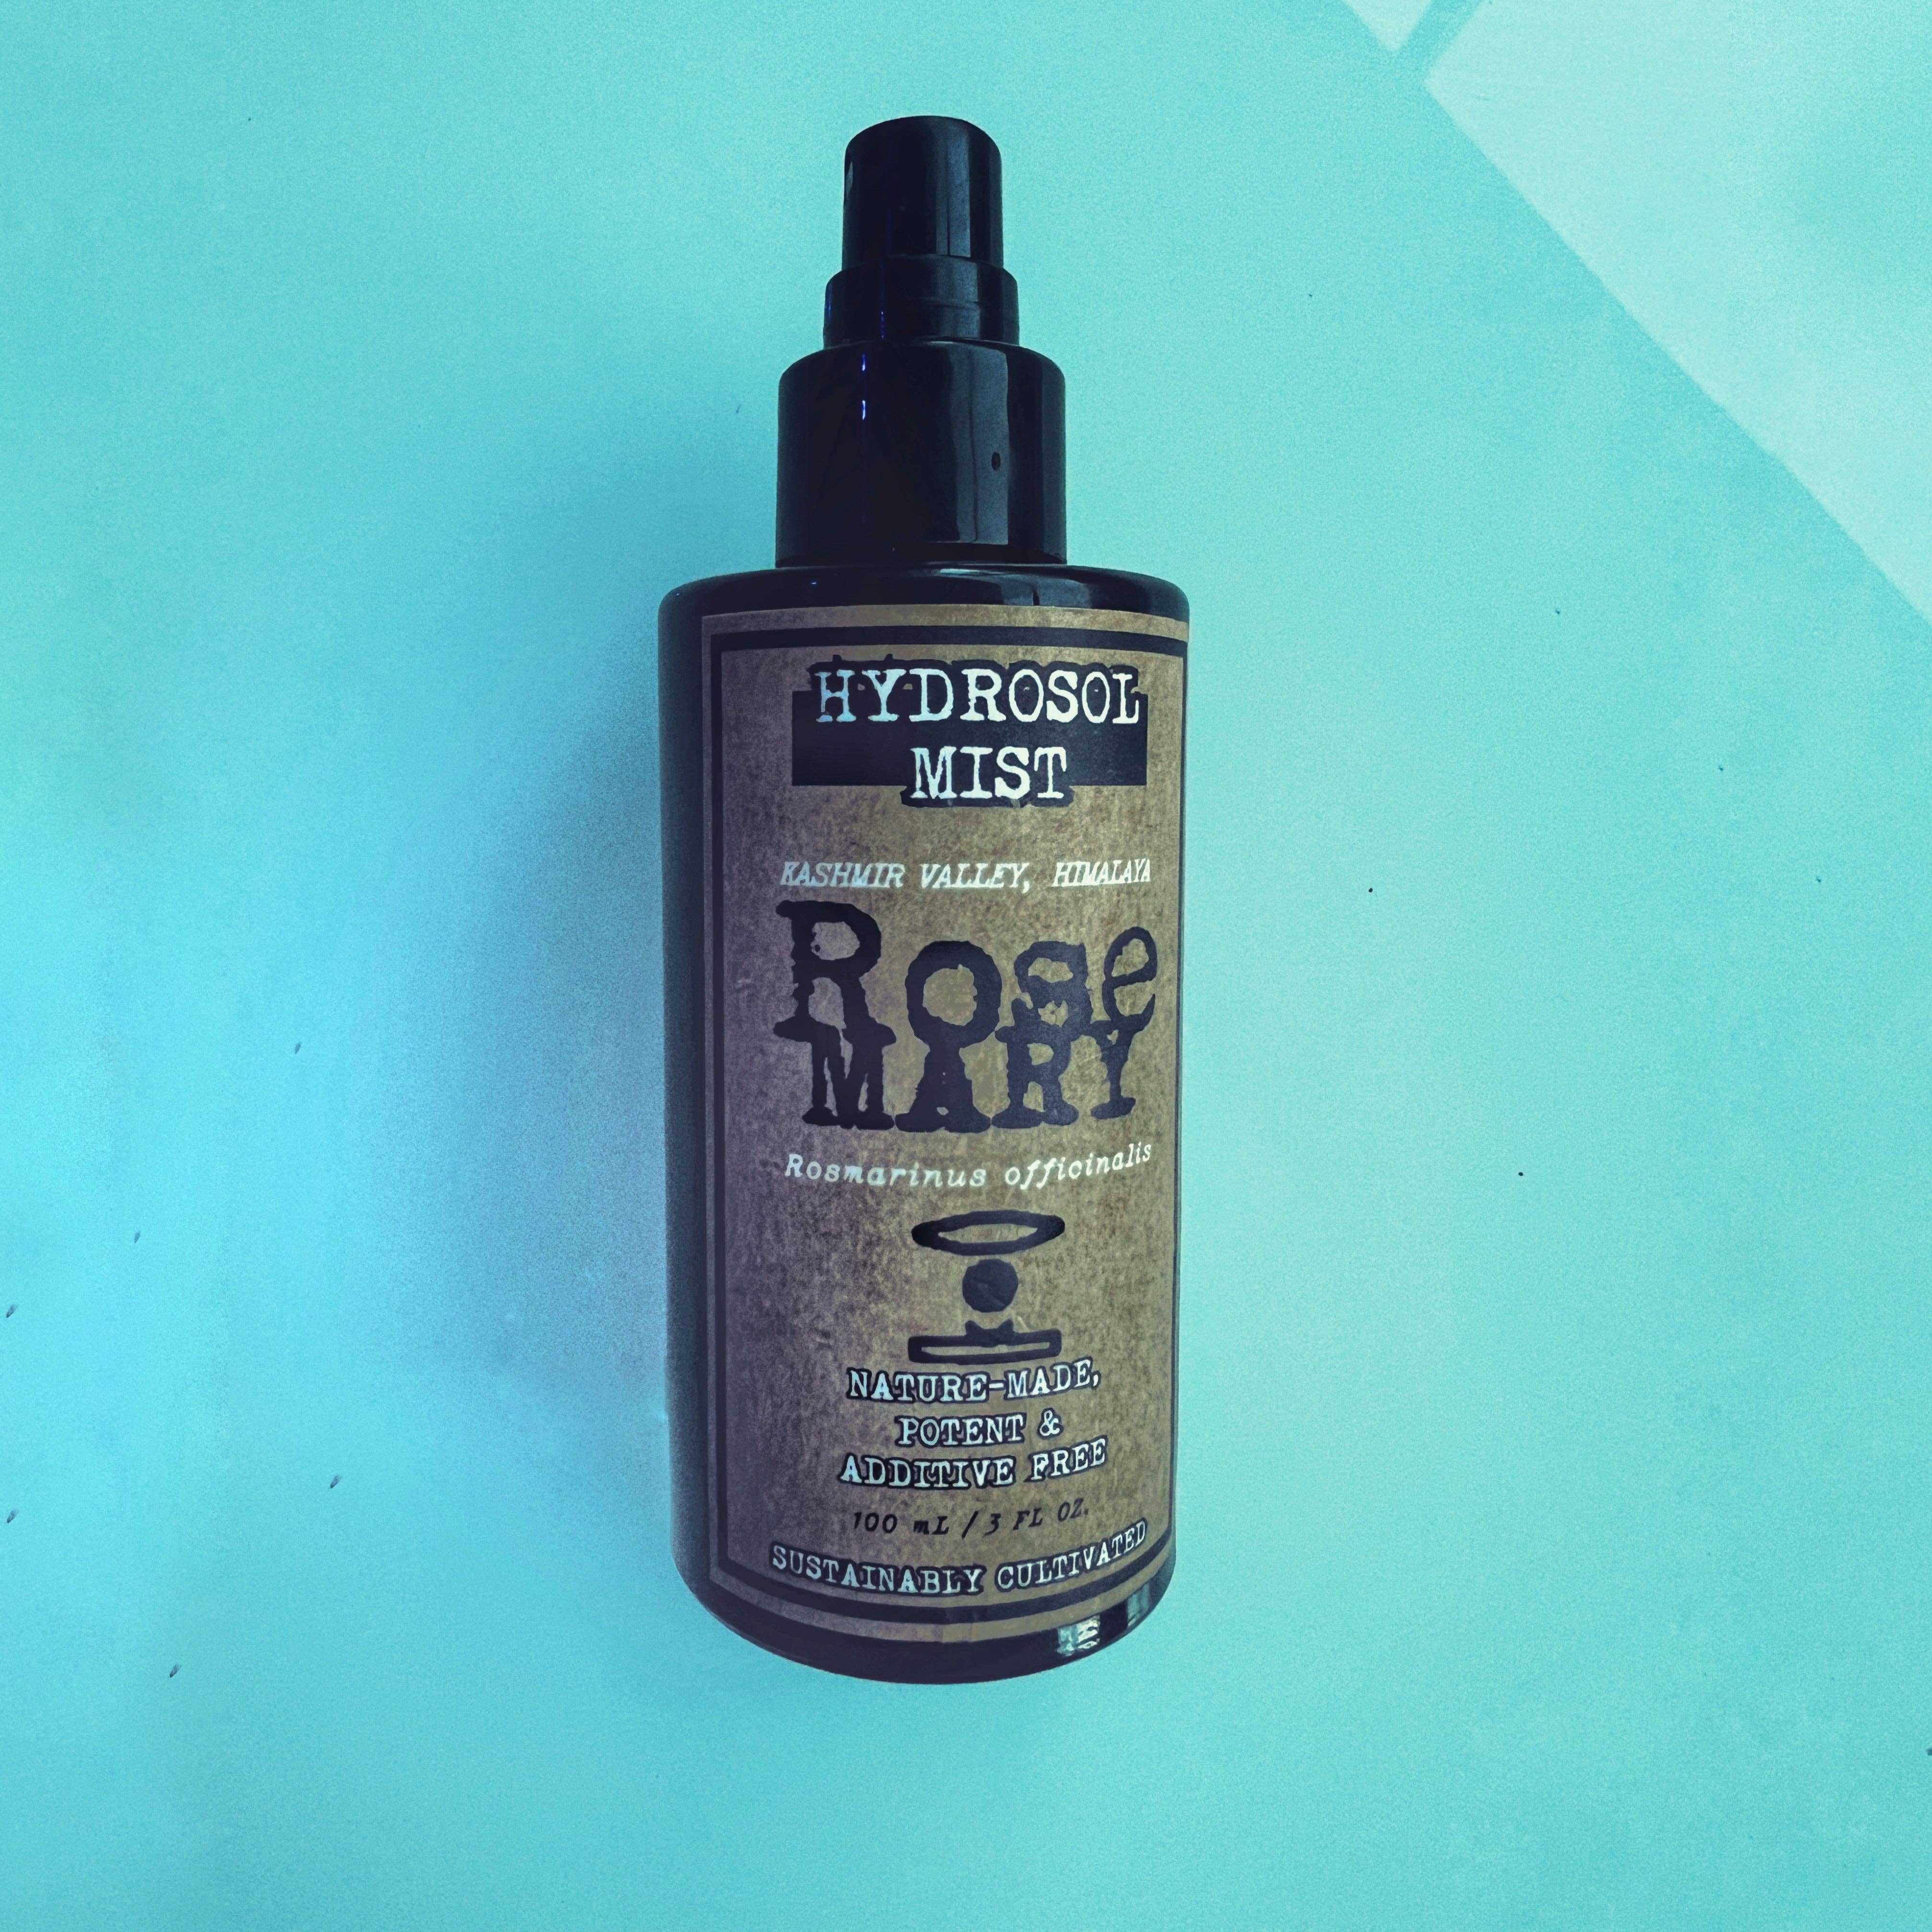 HYDROSOL
MIST
KASHMIR VALLEY, HIMALAYA
Rose
MARY
Rosmarinus officinalis
NATURE-MADE,
POTENT &
ADDITIVE FREE
100 mL / 3 FL OZ.
SUSTAINABLY CULTIVATED